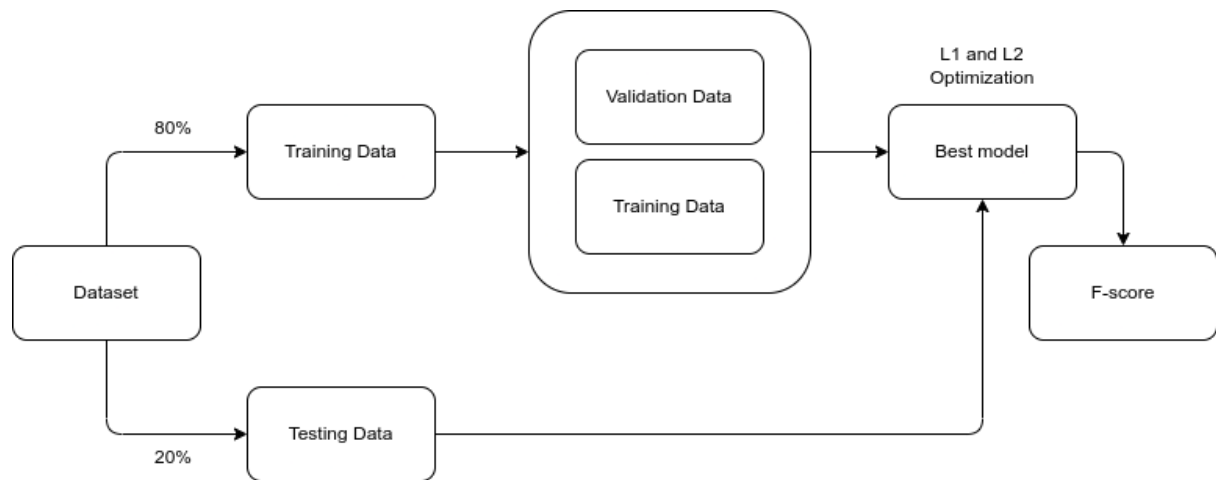 L1 and L2
Optimization
Validation Data
80%
Training Data
Best model
Training Data
Dataset
F-score
Testing Data
20%